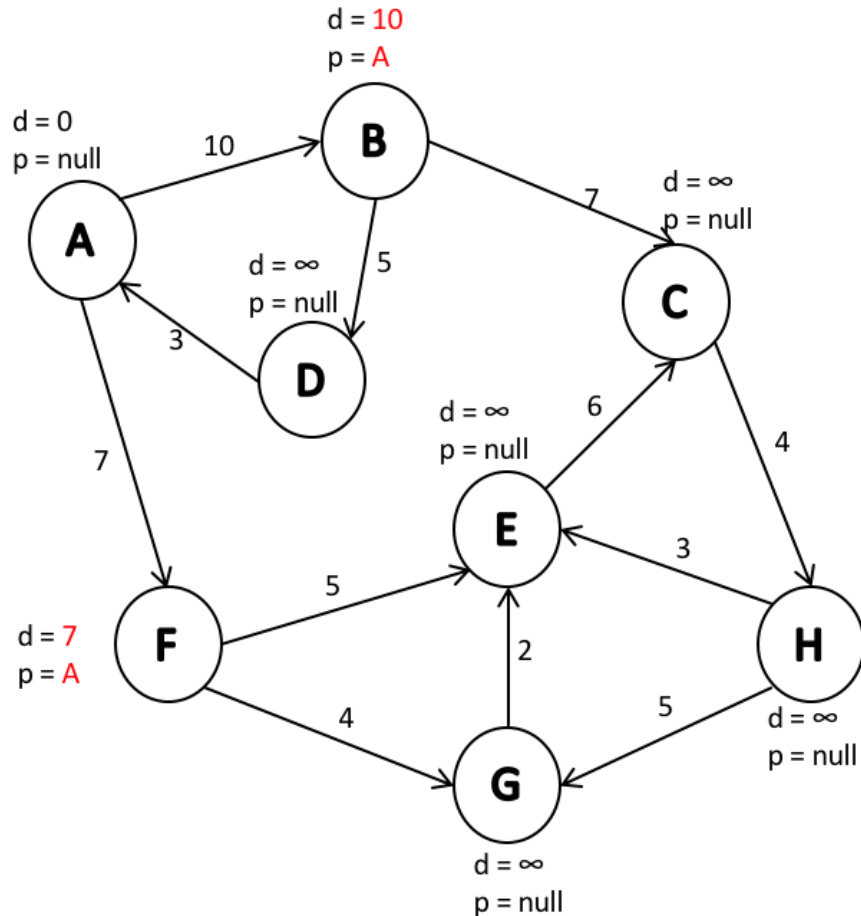 d = 10
p = A
B
d = 0
p = null
A
10
7
d = ∞
p = null
C
5
d = ∞
p = null
D
3
7
d = ∞
p = null
E
6
4
3
5
F
d = 7
p = A
2
H
d = ∞
p = null
4
5
G
d = ∞
p = null